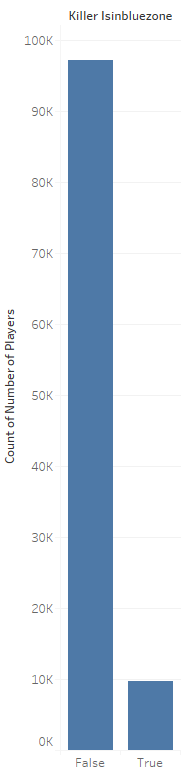 Killer Isinbluezone
100K
90K
80K
70K
60K
50K
40K
30K
20K
10K
0K
Count of Number of Players
False True